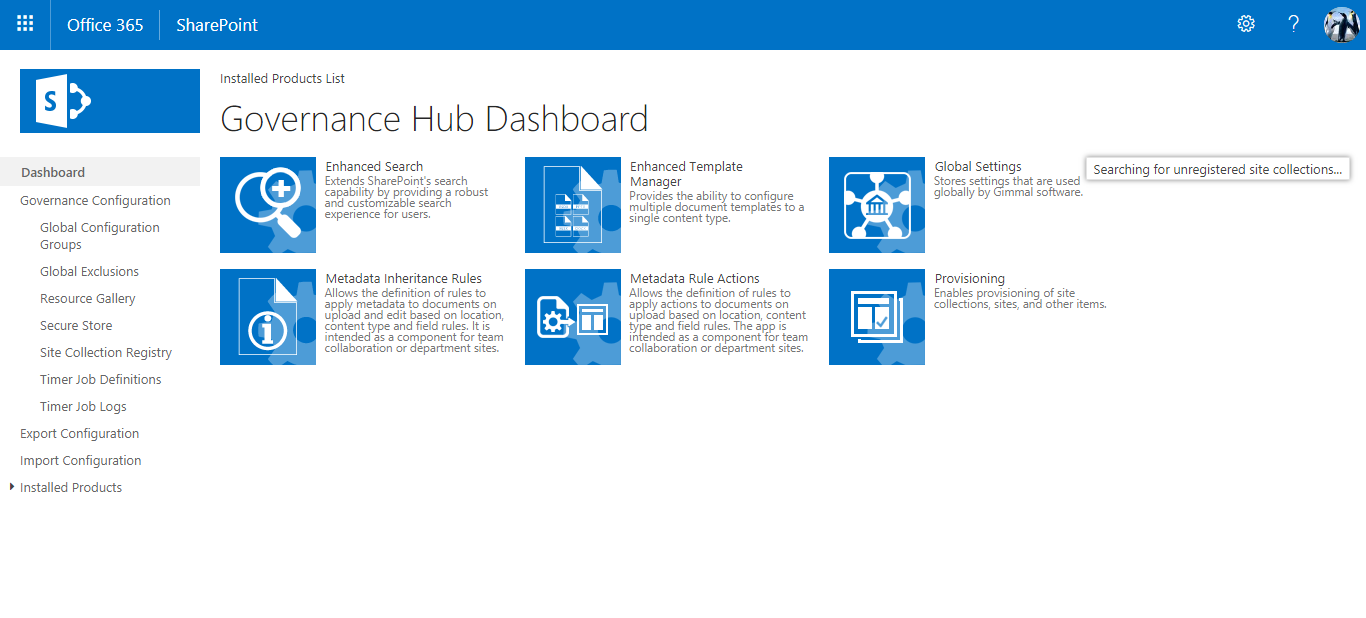 Office 365
SharePoint
?
S
Installed Products List
Governance Hub Dashboard
Dashboard
Governance Configuration
Global Configuration
Groups
Global Exclusions
Resource Gallery
Secure Store
Site Collection Registry
Timer Job Definitions
Timer Job Logs
Export Configuration
Import Configuration
Installed Products
Enhanced Search
Extends SharePoint's search
capability by providing a robust
and customizable search
experience for users.
Enhanced Template
Manager
Provides the ability to configure
multiple document templates to a
single content type.
Global Settings
Stores settings that are used
globally by Gimmal software.
Searching for unregistered site collections...
Metadata Inheritance Rules
Allows the definition of rules to
apply metadata to documents on
upload and edit based on location,
content type and field rules. It is
intended as a component for team
collaboration or department sites.
Metadata Rule Actions
Allows the definition of rules to
apply actions to documents on
upload based on location, content
type and field rules. The app is
intended as a component for team
collaboration or department sites.
Provisioning
Enables provisioning of site
collections, sites, and other items.